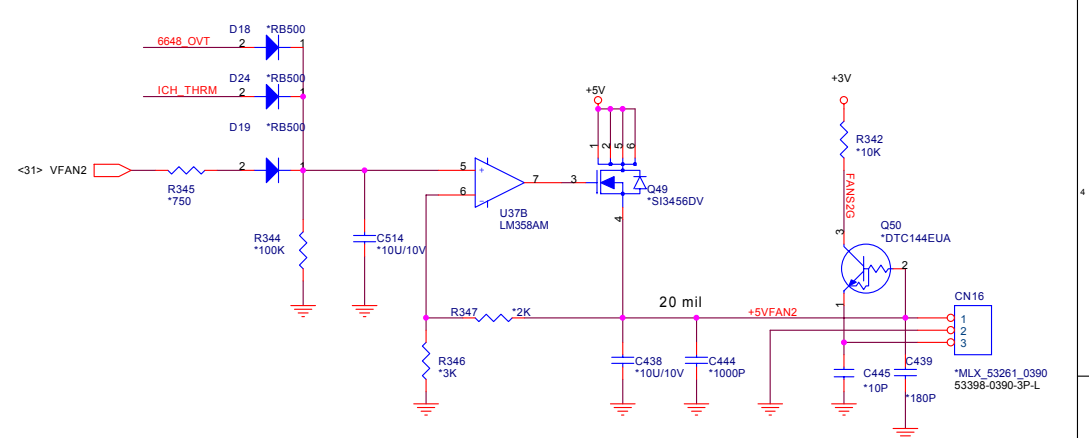 D18 *RB500
6648_OVT 2 1
D24 *RB500
ICH_THRM 2 1
D19 *RB500
<31> VFAN2 2 1
R345
*750
R344
*100K
C514
*10U/10V
5
+
6
−
7
U37B
LM358AM
+5V
1 2 5 6
3
Q49
*SI3456DV
4
+3V
R342
*10K
FANS2G
Q50
*DTC144EUA
3
2
1
R347 *2K
20 mil
+5VFAN2
R346
*3K
C438
*10U/10V
C444
*1000P
C445
*10P
C439
*180P
CN16
1
2
3
*MLX_53261_0390
53398-0390-3P-L
4